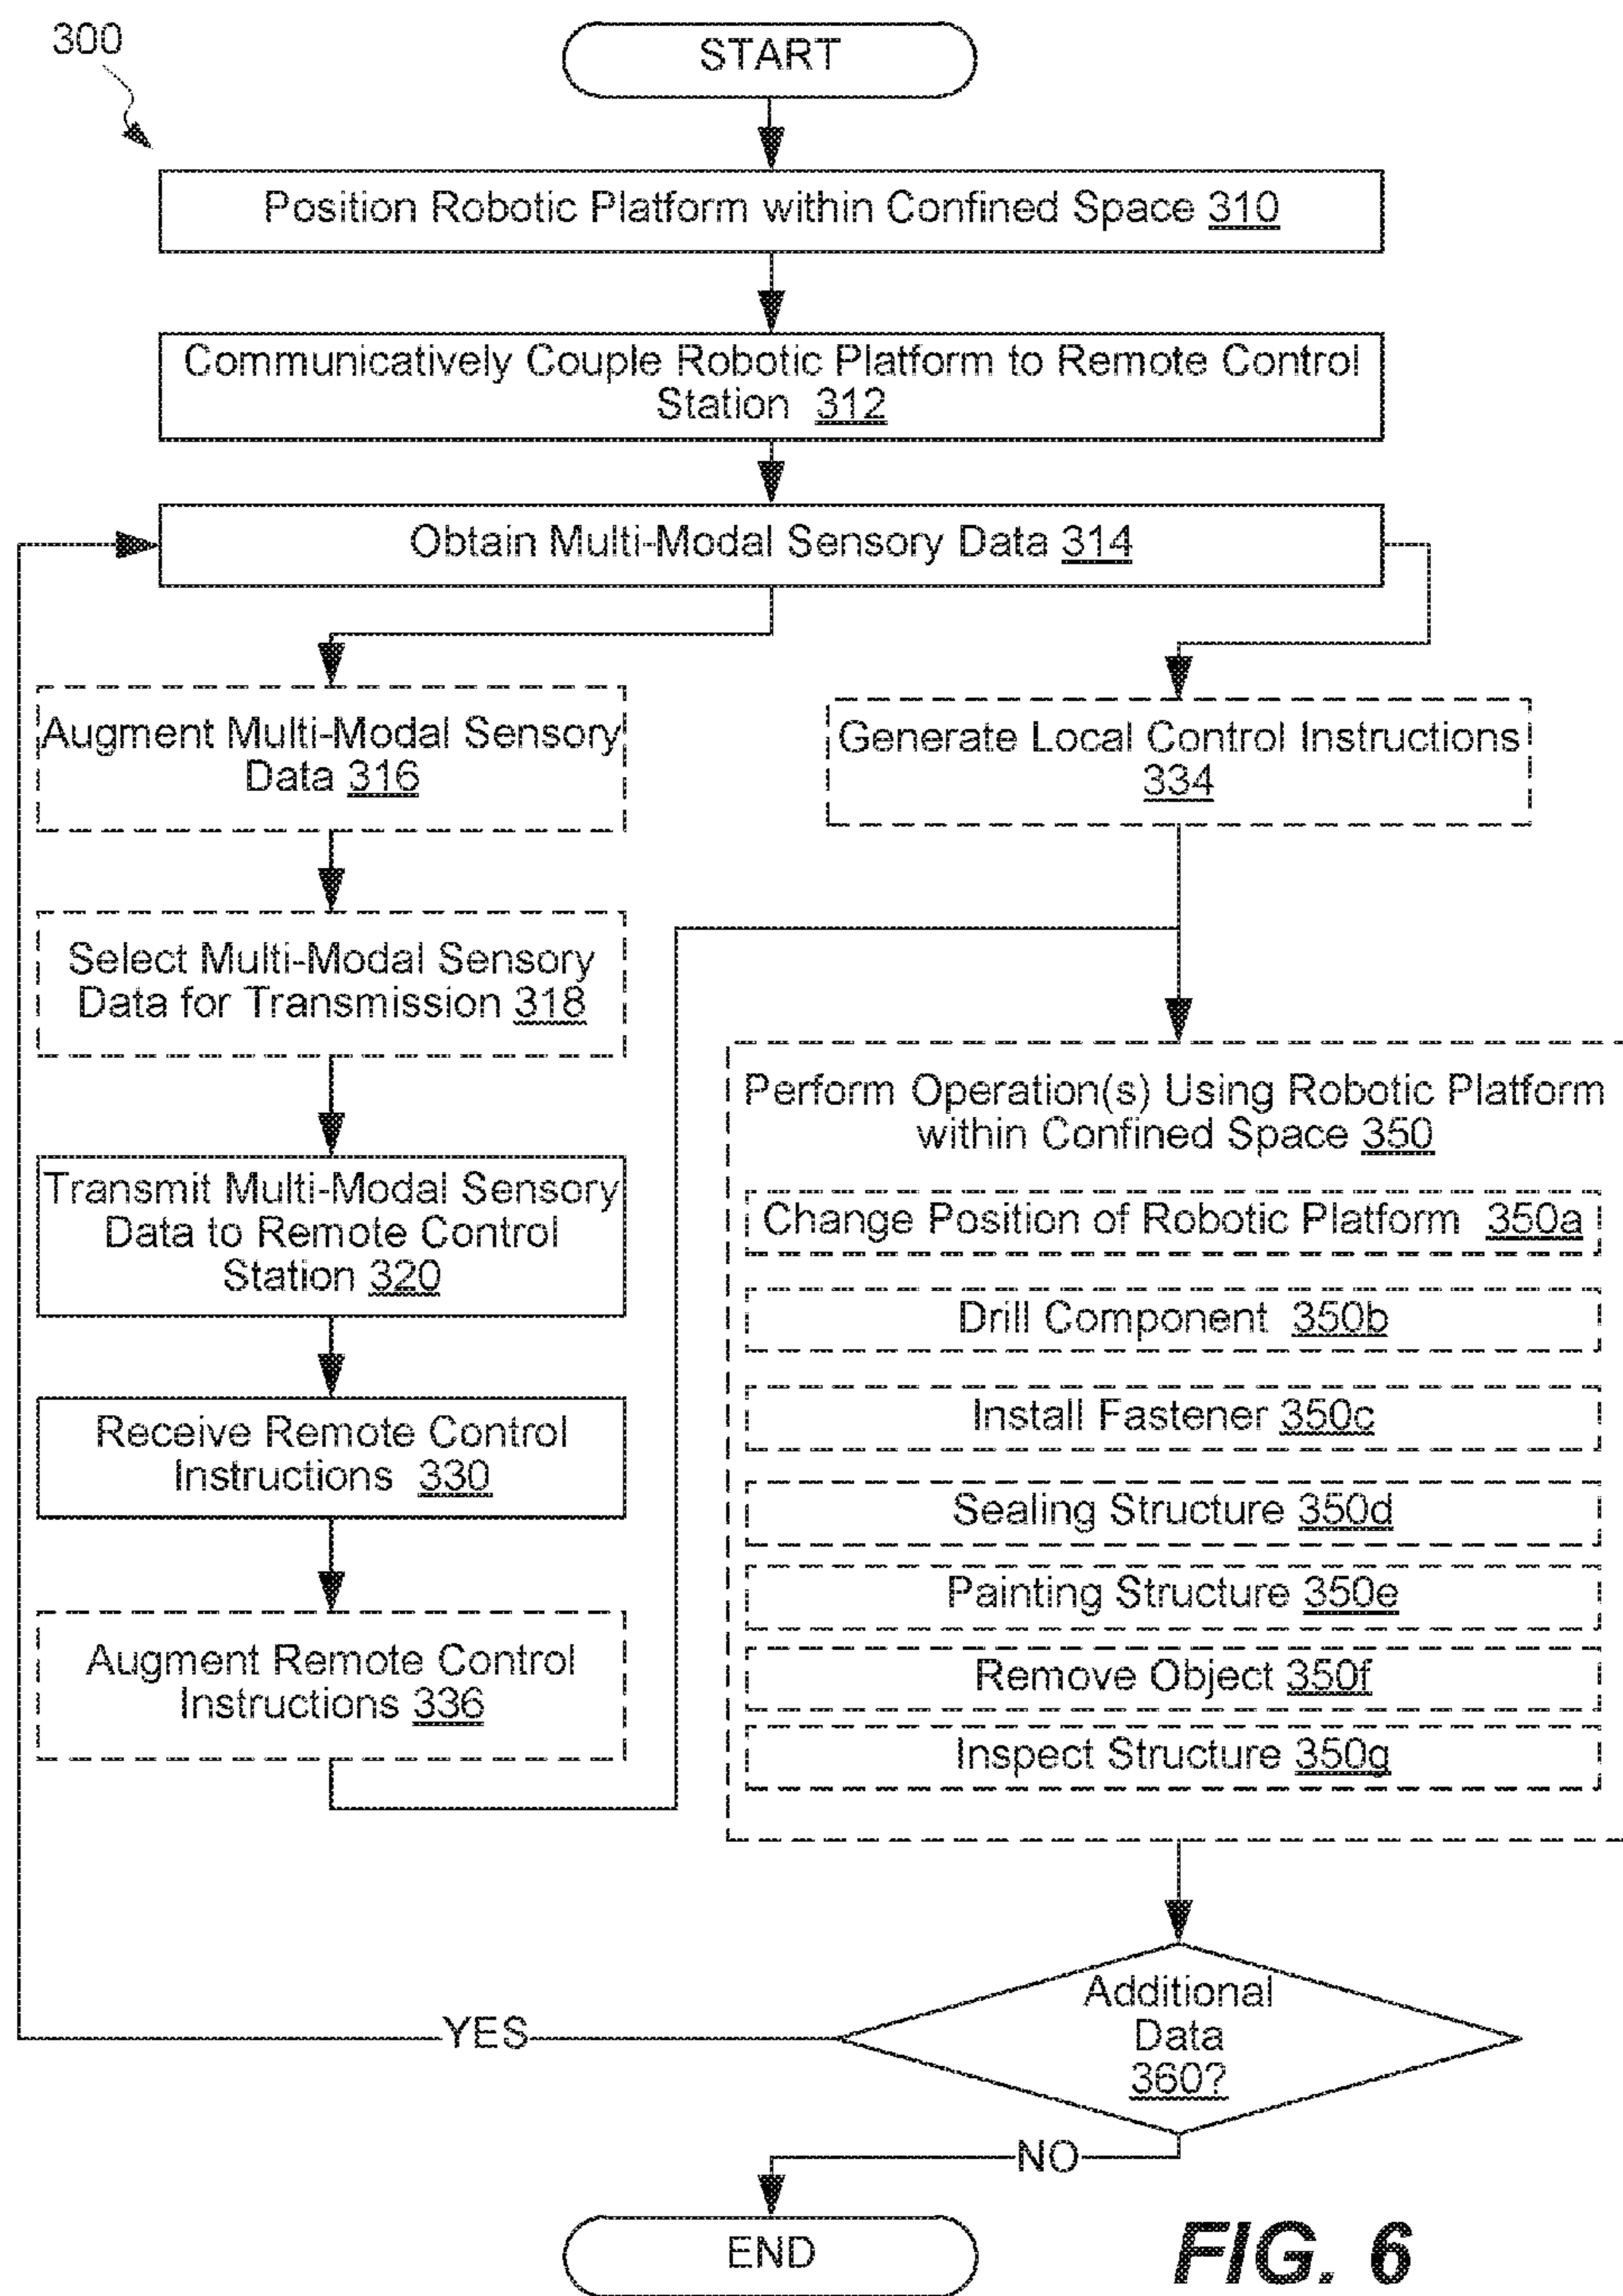 300
START
Position Robotic Platform within Confined Space 310
Communicatively Couple Robotic Platform to Remote Control
Station 312
Obtain Multi-Modal Sensory Data 314
Augment Multi-Modal Sensory
Data 316
Generate Local Control Instructions
334
Select Multi-Modal Sensory
Data for Transmission 318
Transmit Multi-Modal Sensory
Data to Remote Control
Station 320
Receive Remote Control
Instructions 330
Augment Remote Control
Instructions 336
Perform Operation(s) Using Robotic Platform
within Confined Space 350
Change Position of Robotic Platform 350a
Drill Component 350b
Install Fastener 350c
Sealing Structure 350d
Painting Structure 350e
Remove Object 350f
Inspect Structure 350g
Additional
Data
360?
YES
NO
END
FIG. 6